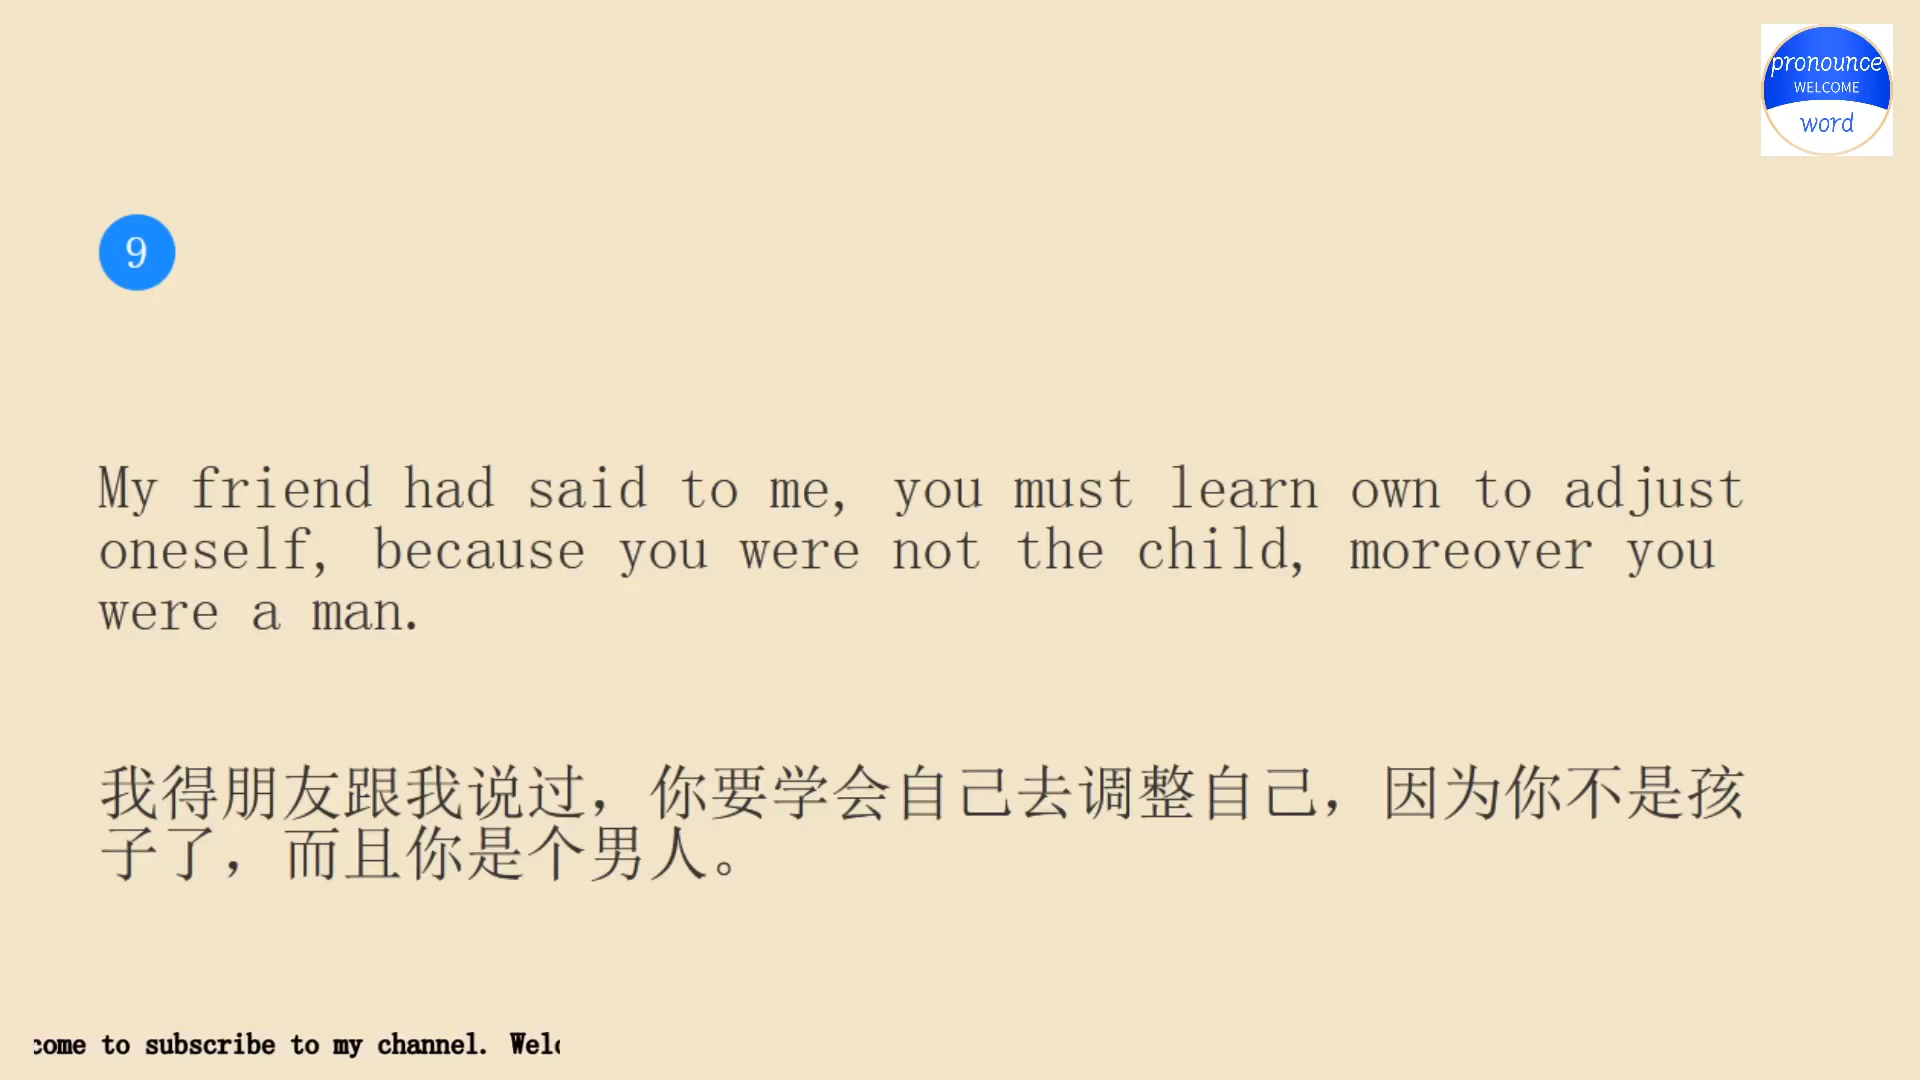 pronounce
WELCOME
word
9
My friend had said to me, you must learn own to adjust
oneself, because you were not the child, moreover you
were a man.
我得朋友跟我说过，你要学会自己去调整自己，因为你不是孩
子了，而且你是个男人。
come to subscribe to my channel. Welc